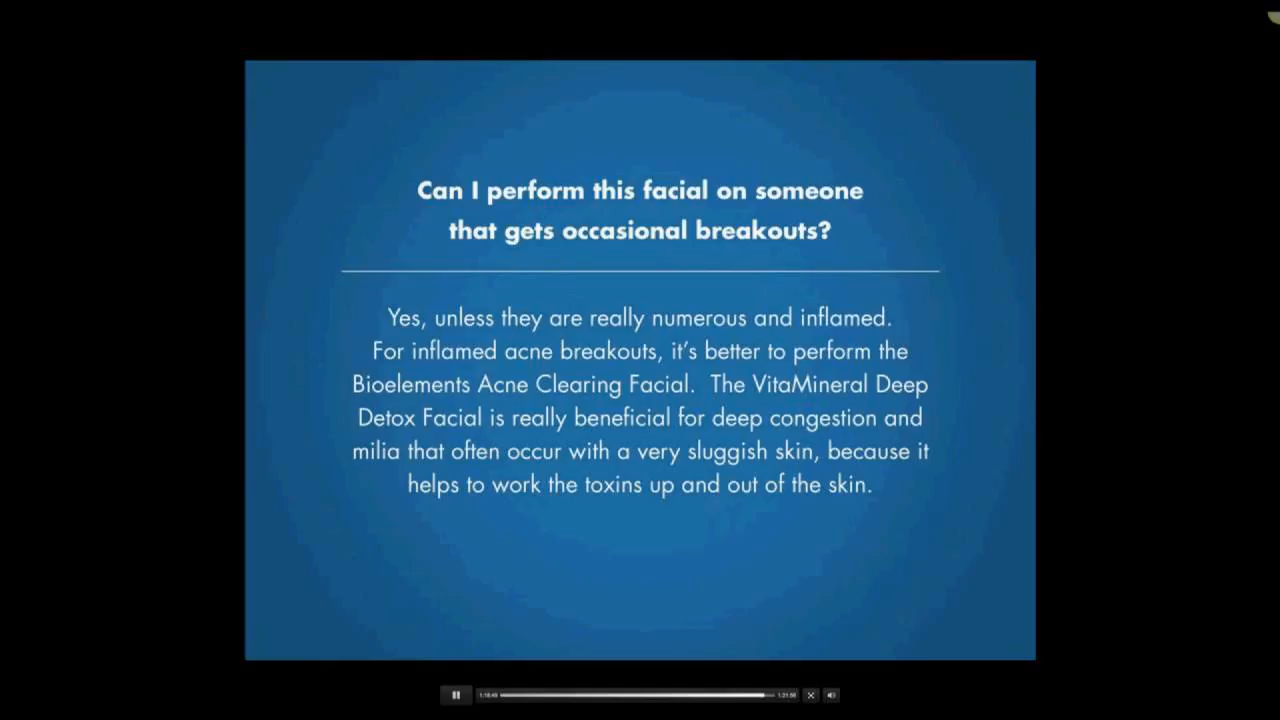 Can I perform this facial on someone
that gets occasional breakouts?
Yes, unless they are really numerous and inflamed.
For inflamed acne breakouts, it's better to perform the
Bioelements Acne Clearing Facial. The VitaMineral Deep
Detox Facial is really beneficial for deep congestion and
milia that often occur with a very sluggish skin, because it
helps to work the toxins up and out of the skin.